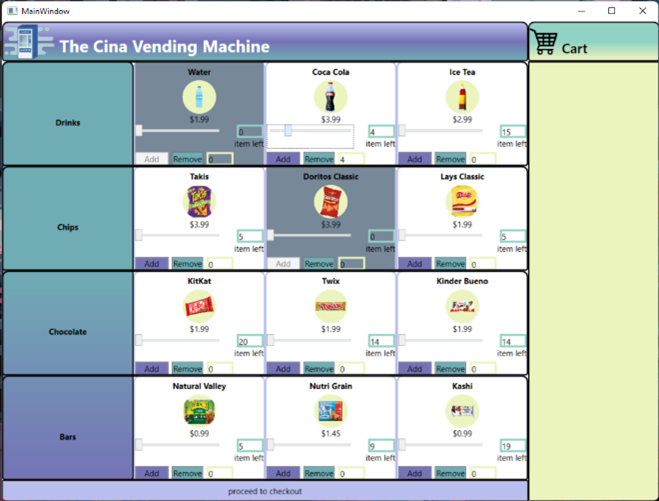 MainWindow
The Cina Vending Machine
Cart
Drinks
Water
$1.99
0
item left
Add Remove 0
Coca Cola
$3.99
4
item left
Add Remove 4
Ice Tea
$2.99
15
item left
Add Remove 0
Chips
Takis
$3.99
5
item left
Add Remove 0
Doritos Classic
$3.99
0
item left
Add Remove 0
Lays Classic
$1.99
5
item left
Add Remove 0
Chocolate
KitKat
$1.99
20
item left
Add Remove 0
Twix
$1.99
14
item left
Add Remove 0
Kinder Bueno
$1.99
14
item left
Add Remove 0
Bars
Natural Valley
$0.99
5
item left
Add Remove 0
Nutri Grain
$1.45
9
item left
Add Remove 0
Kashi
$0.99
19
item left
Add Remove 0
proceed to checkout